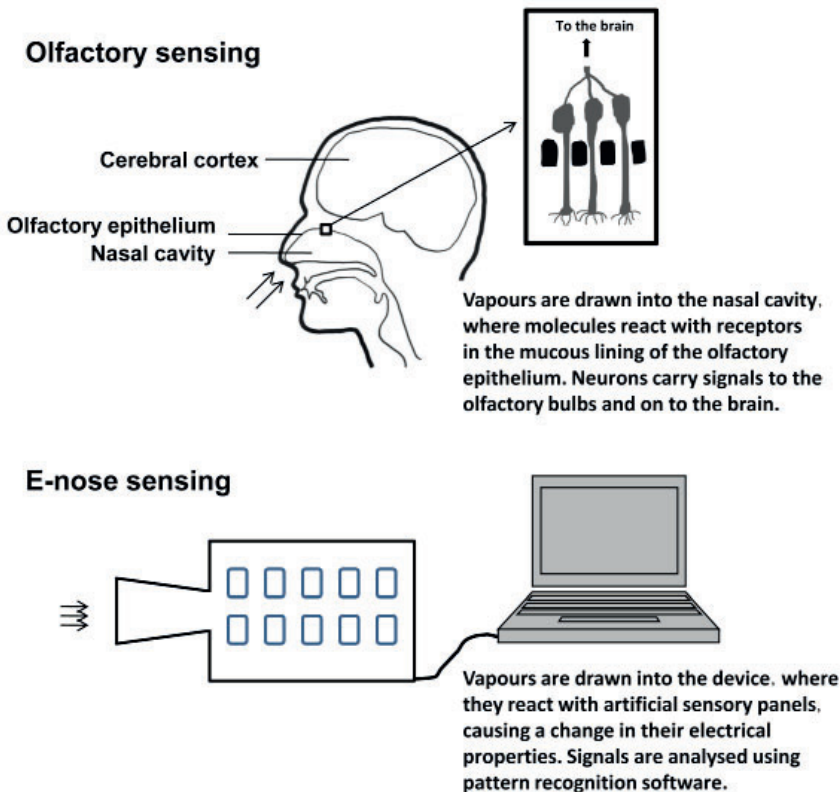 To the brain
Olfactory sensing
Cerebral cortex
Olfactory epithelium
Nasal cavity
Vapours are drawn into the nasal cavity,
where molecules react with receptors
in the mucous lining of the olfactory
epithelium. Neurons carry signals to the
olfactory bulbs and on to the brain.
E-nose sensing
Vapours are drawn into the device, where
they react with artificial sensory panels,
causing a change in their electrical
properties. Signals are analysed using
pattern recognition software.